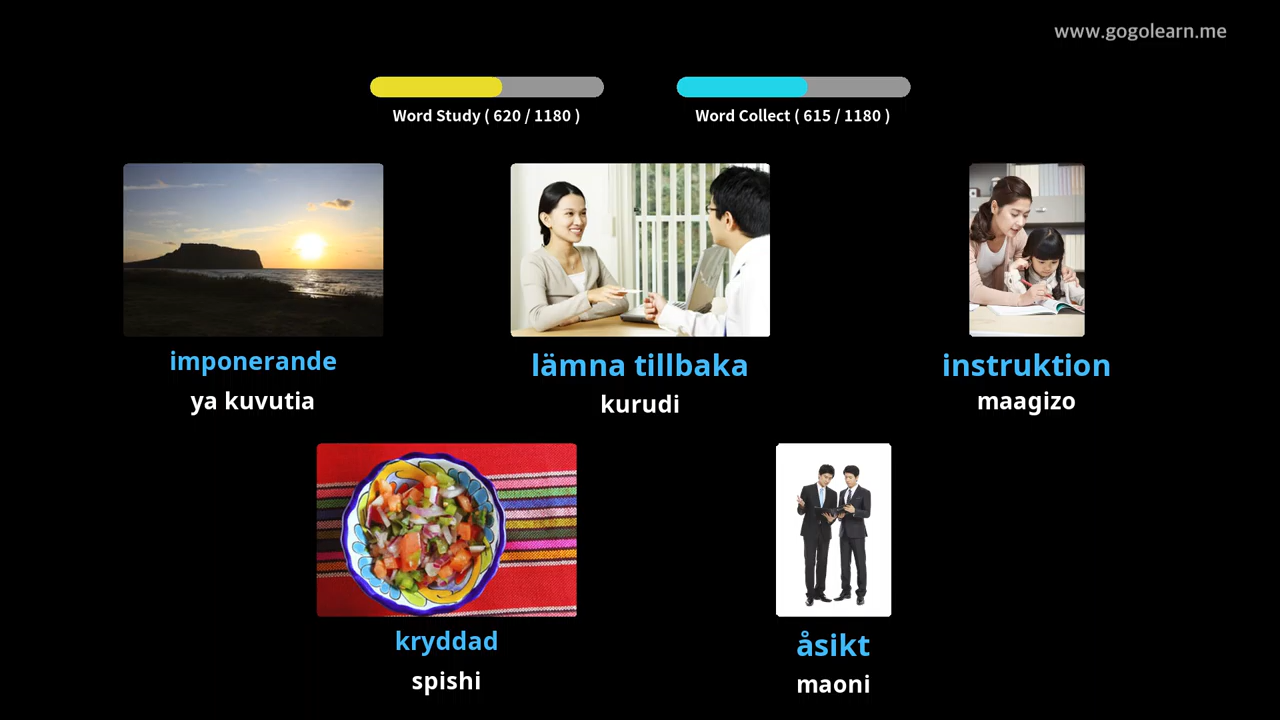 www.gogolearn.me
Word Study ( 620 / 1180 )
Word Collect ( 615 / 1180 )
imponerande
ya kuvutia
lämna tillbaka
kurudi
instruktion
maagizo
kryddad
spishi
åsikt
maoni